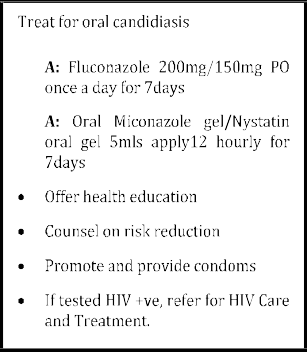 Treat for oral candidiasis
A: Fluconazole 200mg/150mg PO
once a day for 7days
A: Oral Miconazole gel/Nystatin
oral gel 5mls apply12 hourly for
7days
• Offer health education
• Counsel on risk reduction
• Promote and provide condoms
• If tested HIV +ve, refer for HIV Care
and Treatment.